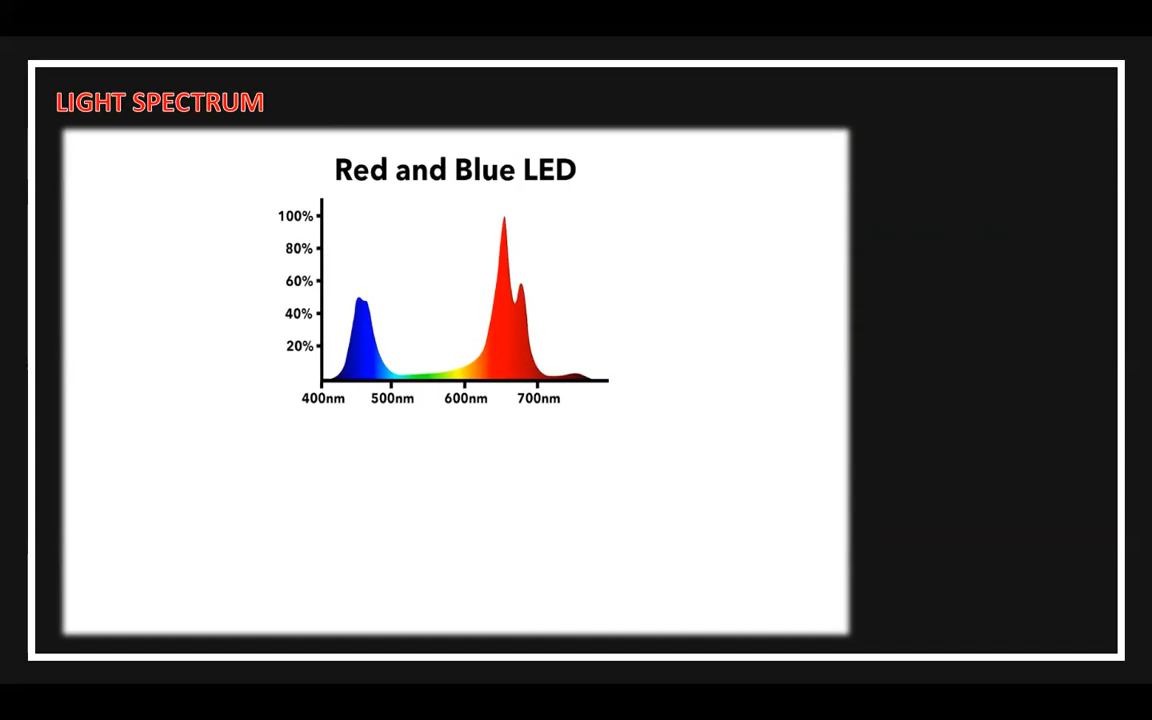 LIGHT SPECTRUM
Red and Blue LED
100%
80%
60%
40%
20%
400nm 500nm 600nm 700nm